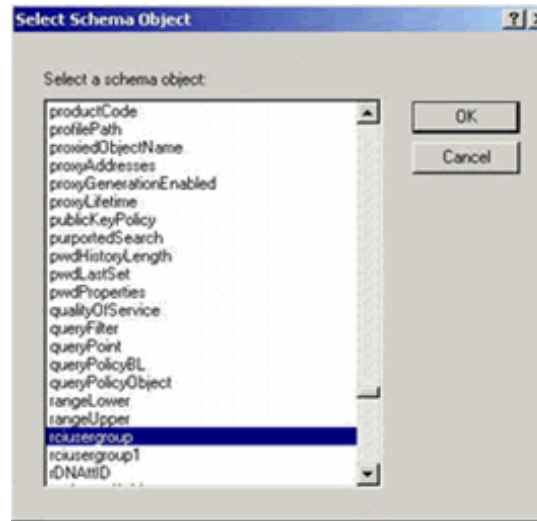 Select Schema Object
Select a schema object:
productCode
profilePath
proxiedObjectName
proxyAddresses
proxyGenerationEnabled
proxyLifetime
publicKeyPolicy
purportedSearch
pwdHistoryLength
pwdLastSet
pwdProperties
qualityOfService
queryFilter
queryPoint
queryPolicyBL
queryPolicyObject
rangeLower
rangeUpper
rciusergroup
rciusergroup1
rDNAttID
OK
Cancel